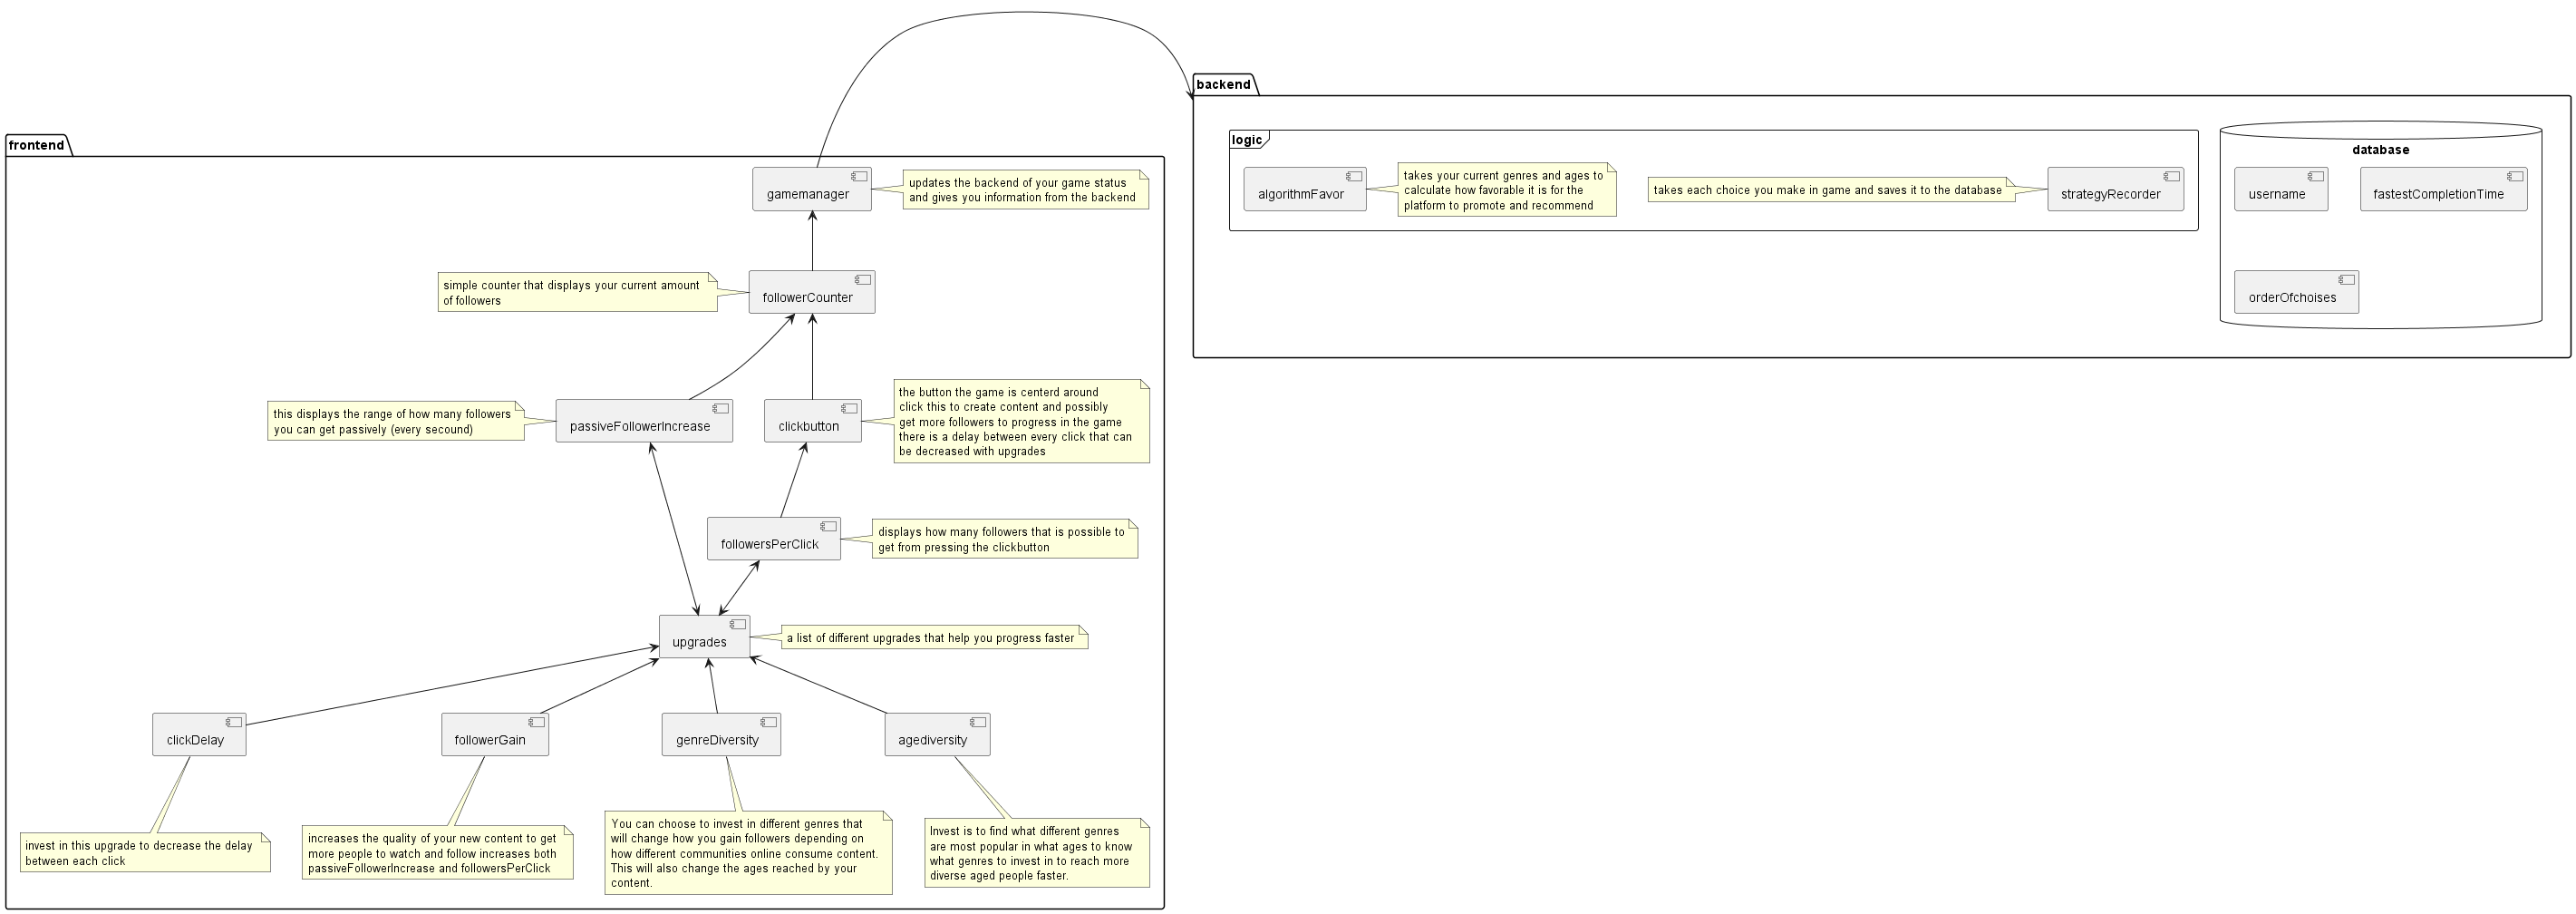 backend
logic
algorithmFavor
takes your current genres and ages to
calculate how favorable it is for the
platform to promote and recommend
takes each choice you make in game and saves it to the database
strategyRecorder
database
username
fastestCompletionTime
orderOfchoises
frontend
gamemanager
updates the backend of your game status
and gives you information from the backend
simple counter that displays your current amount
of followers
followerCounter
this displays the range of how many followers
you can get passively (every secound)
passiveFollowerIncrease
clickbutton
the button the game is centerd around
click this to create content and possibly
get more followers to progress in the game
there is a delay between every click that can
be decreased with upgrades
followersPerClick
displays how many followers that is possible to
get from pressing the clickbutton
upgrades
a list of different upgrades that help you progress faster
clickDelay
followerGain
genreDiversity
agediversity
invest in this upgrade to decrease the delay
between each click
increases the quality of your new content to get
more people to watch and follow increases both
passiveFollowerIncrease and followersPerClick
You can choose to invest in different genres that
will change how you gain followers depending on
how different communities online consume content.
This will also change the ages reached by your
content.
Invest is to find what different genres
are most popular in what ages to know
what genres to invest in to reach more
diverse aged people faster.